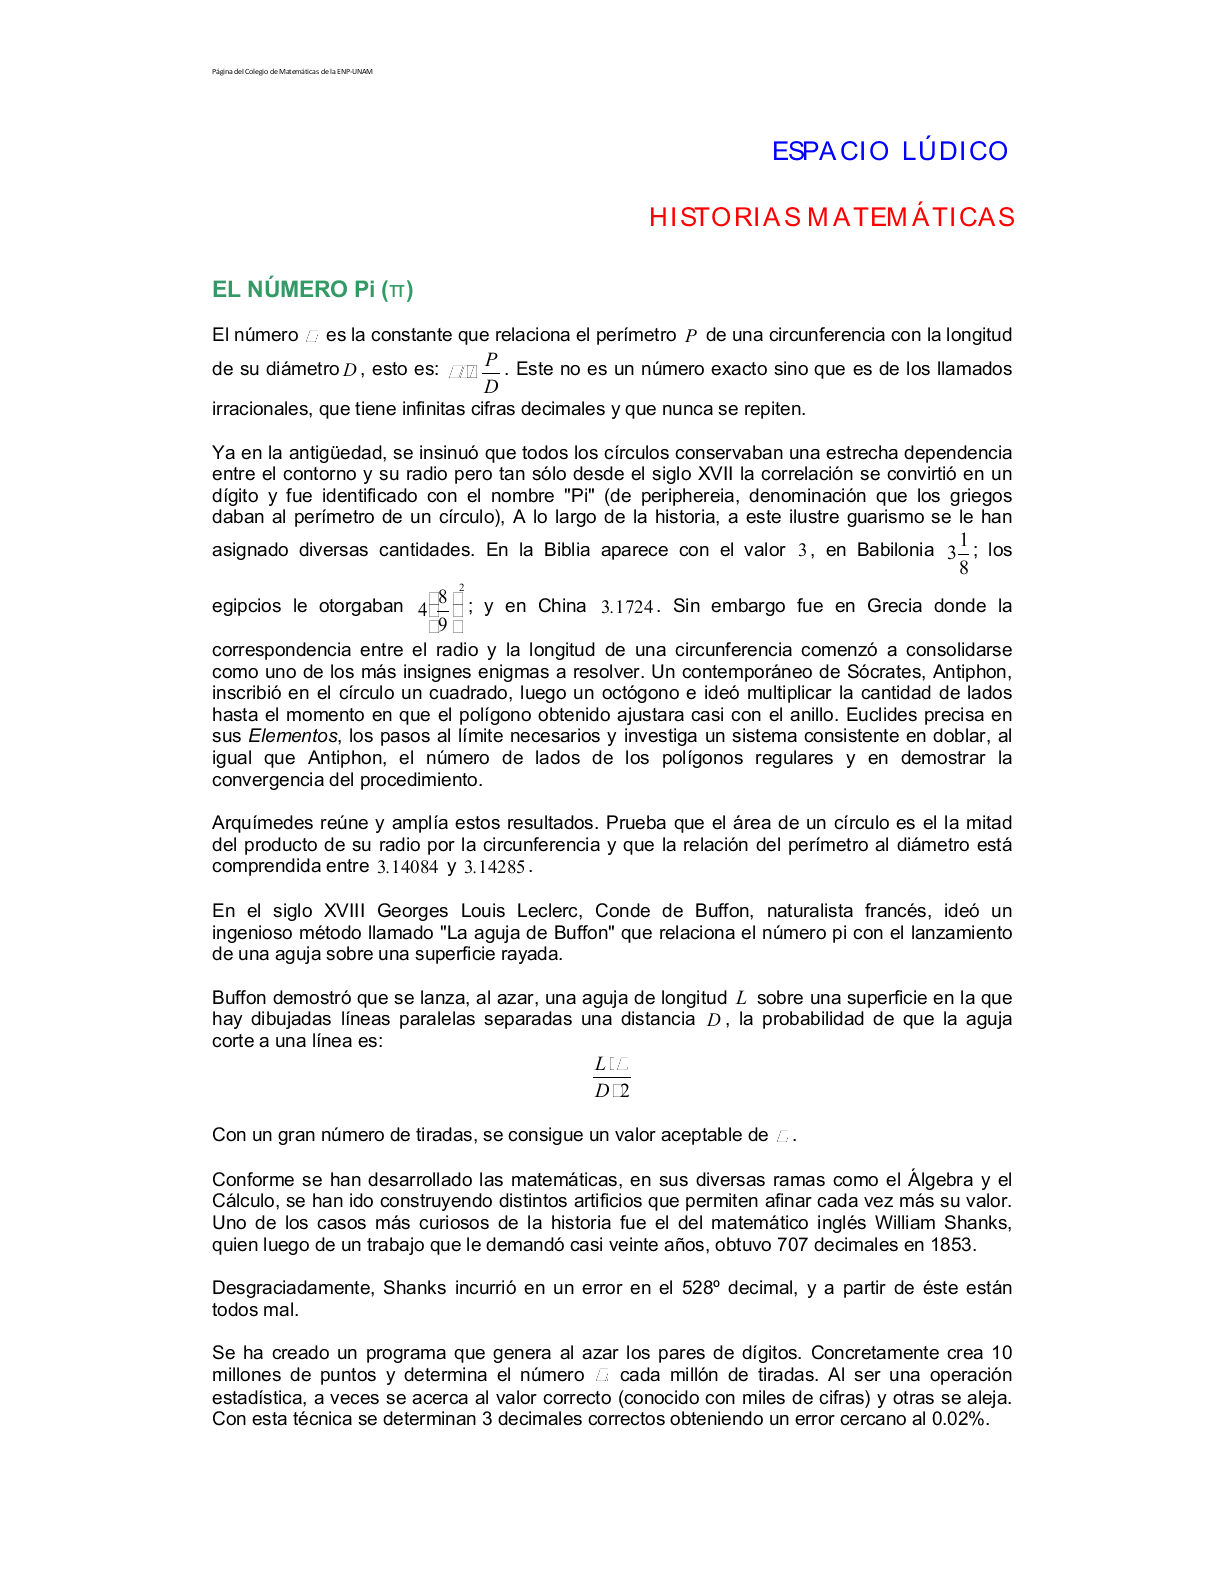 Página del Colegio de Matemáticas de la ENP-UNAM
ESPACIO LÚDICO
HISTORIAS MATEMÁTICAS
EL NÚMERO Pi (π)
El número es la constante que relaciona el perímetro P de una circunferencia con la longitud
de su diámetro D, esto es: P/D. Este no es un número exacto sino que es de los llamados
irracionales, que tiene infinitas cifras decimales y que nunca se repiten.
Ya en la antigüedad, se insinuó que todos los círculos conservaban una estrecha dependencia
entre el contorno y su radio pero tan sólo desde el siglo XVII la correlación se convirtió en un
dígito y fue identificado con el nombre "Pi" (de periphereia, denominación que los griegos
daban al perímetro de un círculo), A lo largo de la historia, a este ilustre guarismo se le han
asignado diversas cantidades. En la Biblia aparece con el valor 3, en Babilonia 3 1/8; los
egipcios le otorgaban 4 8/9 2; y en China 3.1724. Sin embargo fue en Grecia donde la
correspondencia entre el radio y la longitud de una circunferencia comenzó a consolidarse
como uno de los más insignes enigmas a resolver. Un contemporáneo de Sócrates, Antiphon,
inscribió en el círculo un cuadrado, luego un octógono e ideó multiplicar la cantidad de lados
hasta el momento en que el polígono obtenido ajustara casi con el anillo. Euclides precisa en
sus Elementos, los pasos al límite necesarios y investiga un sistema consistente en doblar, al
igual que Antiphon, el número de lados de los polígonos regulares y en demostrar la
convergencia del procedimiento.
Arquímedes reúne y amplía estos resultados. Prueba que el área de un círculo es el la mitad
del producto de su radio por la circunferencia y que la relación del perímetro al diámetro está
comprendida entre 3.14084 y 3.14285.
En el siglo XVIII Georges Louis Leclerc, Conde de Buffon, naturalista francés, ideó un
ingenioso método llamado "La aguja de Buffon" que relaciona el número pi con el lanzamiento
de una aguja sobre una superficie rayada.
Buffon demostró que se lanza, al azar, una aguja de longitud L sobre una superficie en la que
hay dibujadas líneas paralelas separadas una distancia D, la probabilidad de que la aguja
corte a una línea es:
L
D 2
Con un gran número de tiradas, se consigue un valor aceptable de .
Conforme se han desarrollado las matemáticas, en sus diversas ramas como el Álgebra y el
Cálculo, se han ido construyendo distintos artificios que permiten afinar cada vez más su valor.
Uno de los casos más curiosos de la historia fue el del matemático inglés William Shanks,
quien luego de un trabajo que le demandó casi veinte años, obtuvo 707 decimales en 1853.
Desgraciadamente, Shanks incurrió en un error en el 528º decimal, y a partir de éste están
todos mal.
Se ha creado un programa que genera al azar los pares de dígitos. Concretamente crea 10
millones de puntos y determina el número cada millón de tiradas. Al ser una operación
estadística, a veces se acerca al valor correcto (conocido con miles de cifras) y otras se aleja.
Con esta técnica se determinan 3 decimales correctos obteniendo un error cercano al 0.02%.